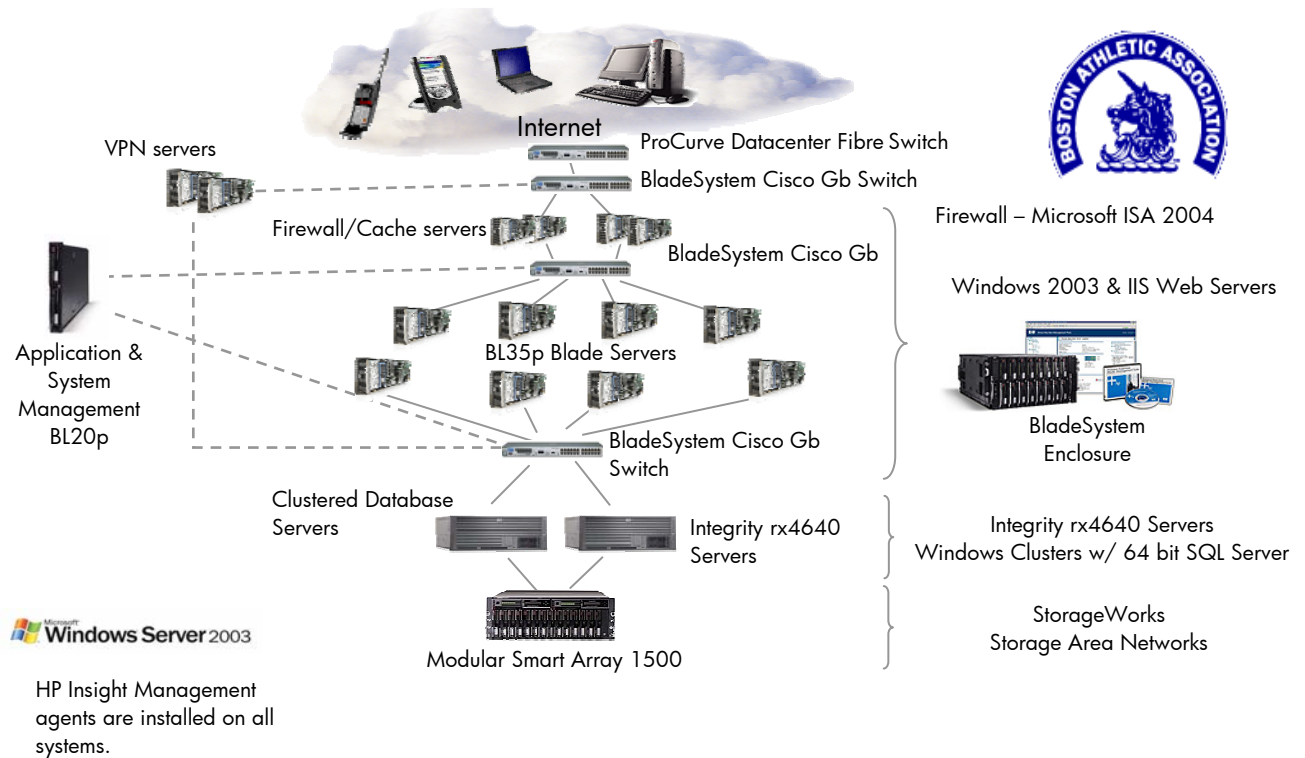 BOSTON ATHLETIC ASSOCIATION
Internet
ProCurve Datacenter Fibre Switch
VPN servers
BladeSystem Cisco Gb Switch
Firewall/Cache servers
Firewall – Microsoft ISA 2004
BladeSystem Cisco Gb
Windows 2003 & IIS Web Servers
Application &
System
Management
BL20p
BL35p Blade Servers
BladeSystem
Enclosure
BladeSystem Cisco Gb
Switch
Clustered Database
Servers
Integrity rx4640
Servers
Integrity rx4640 Servers
Windows Clusters w/ 64 bit SQL Server
StorageWorks
Storage Area Networks
Modular Smart Array 1500
Microsoft
Windows Server 2003
HP Insight Management
agents are installed on all
systems.